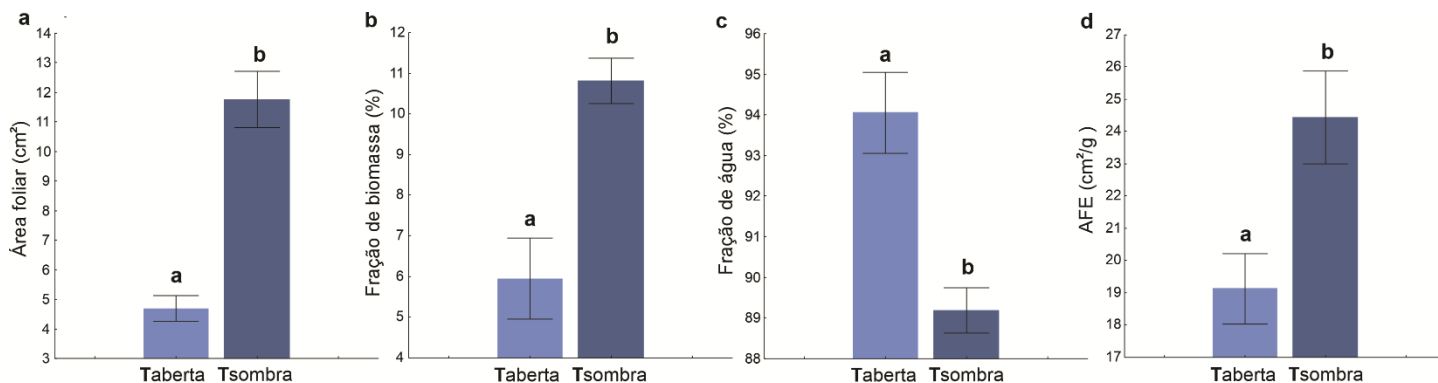 a
Área foliar (cm²)
14
13
12
11
10
9
8
7
6
5
4
3
a
b
Taberta Tsombra
b
Fração de biomassa (%)
12
11
10
9
8
7
6
5
4
a
b
Taberta Tsombra
c
Fração de água (%)
96
95
94
93
92
91
90
89
88
a
b
Taberta Tsombra
d
AFE (cm²/g)
27
26
25
24
23
22
21
20
19
18
17
a
b
Taberta Tsombra